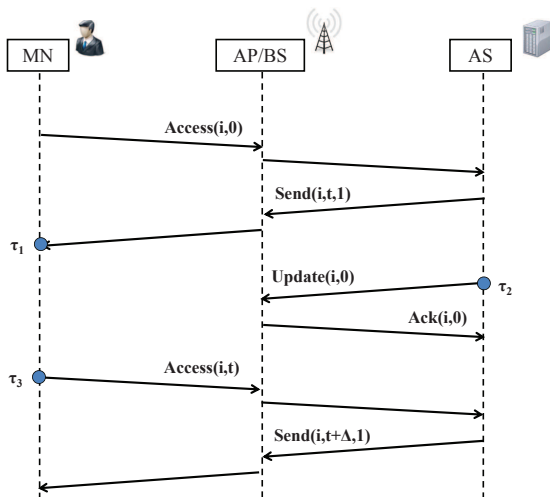 MN
AP/BS
AS
Access(i,0)
Send(i,t,1)
τ1
Update(i,0)
τ2
Ack(i,0)
Access(i,t)
τ3
Send(i,t+Δ,1)